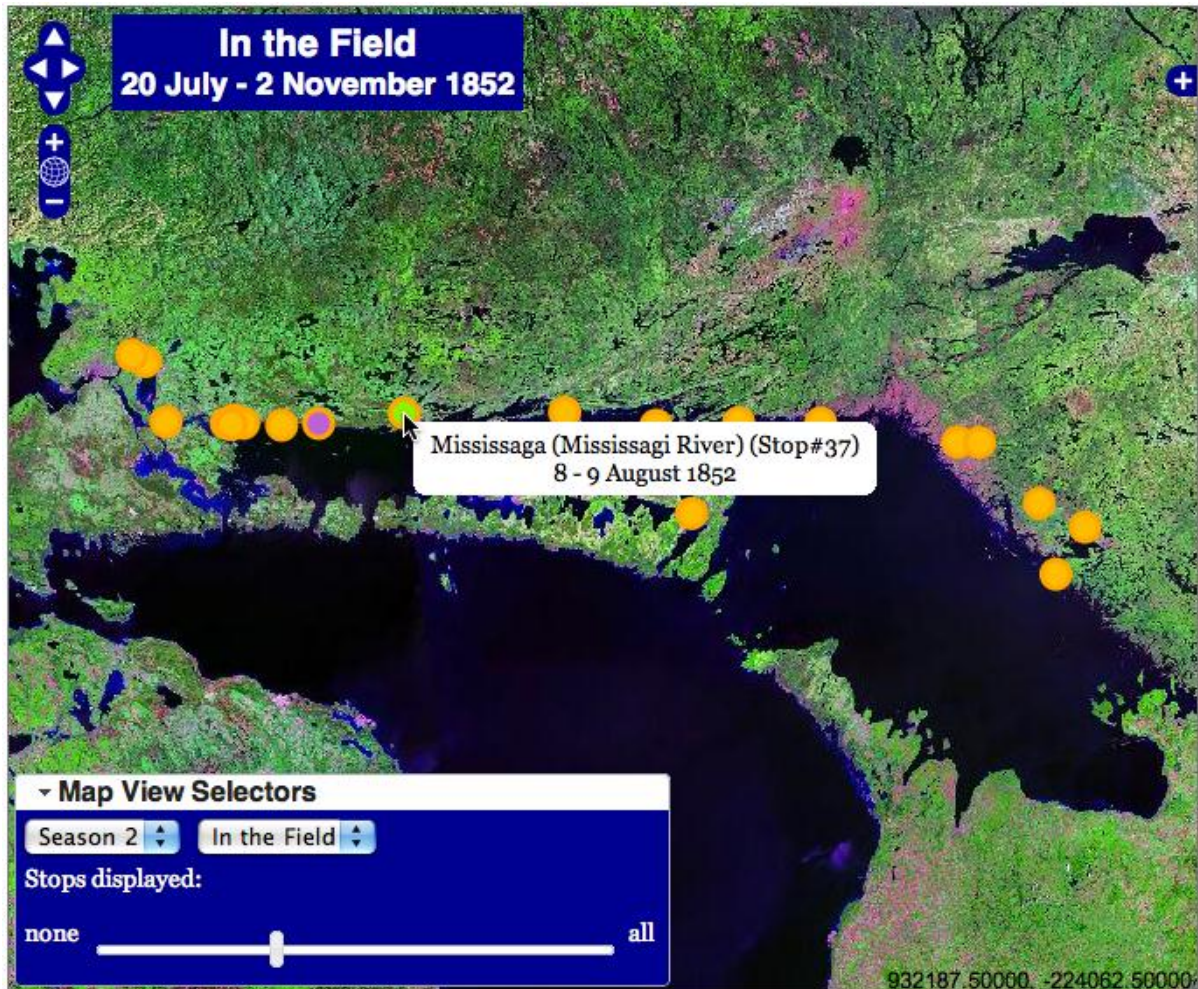 In the Field
20 July - 2 November 1852
Mississaga (Mississagi River) (Stop#37)
8 - 9 August 1852
Map View Selectors
Season 2 In the Field
Stops displayed:
none all
932187.50000, -224062.50000